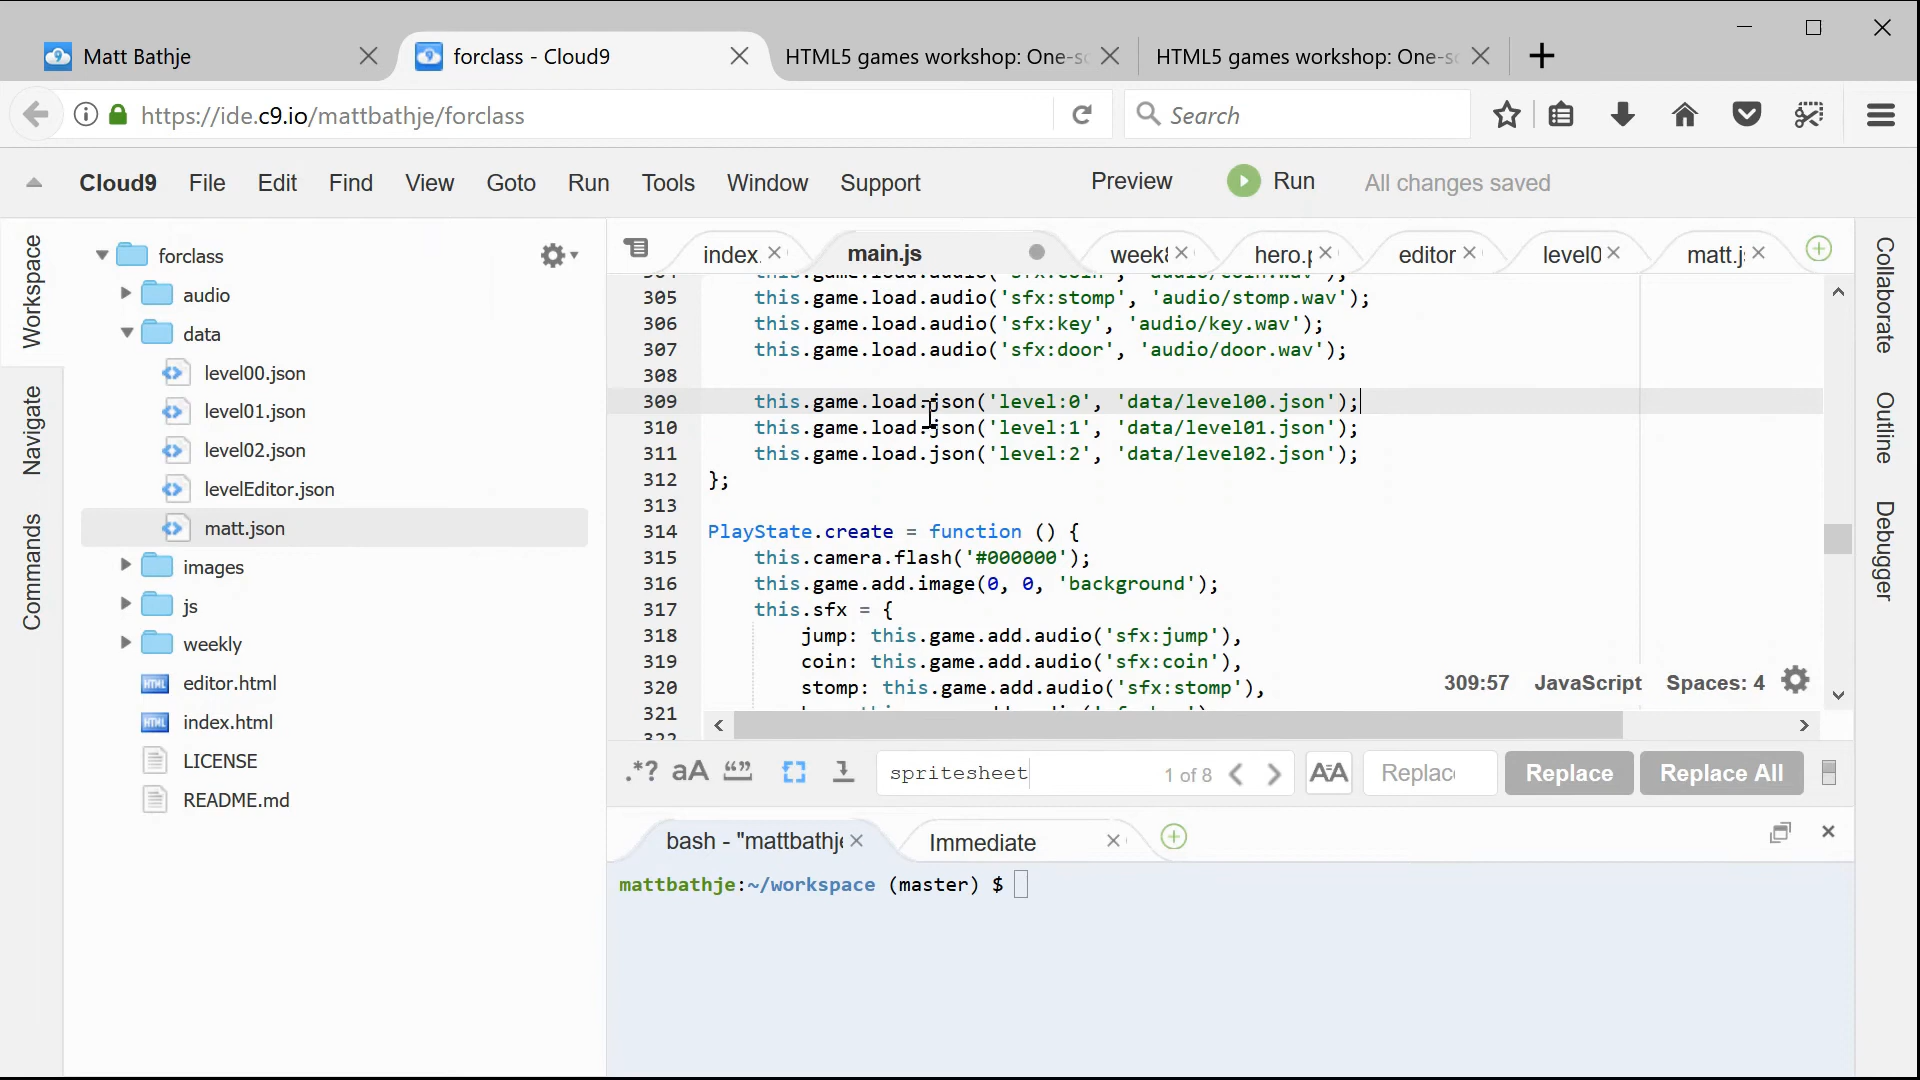 Matt Bathje
forclass - Cloud9
HTML5 games workshop: One-sc
HTML5 games workshop: One-sc
https://ide.c9.io/mattbathje/forclass
Search
Cloud9 File Edit Find View Goto Run Tools Window Support Preview Run All changes saved
Workspace
Navigate
Commands
forclass
audio
data
level00.json
level01.json
level02.json
levelEditor.json
matt.json
images
js
weekly
editor.html
index.html
LICENSE
README.md
index. main.js week8 hero.p editor level0 matt.j
305 this.game.load.audio('sfx:stomp', 'audio/stomp.wav');
306 this.game.load.audio('sfx:key', 'audio/key.wav');
307 this.game.load.audio('sfx:door', 'audio/door.wav');
308
309 this.game.load.json('level:0', 'data/level00.json');
310 this.game.load.json('level:1', 'data/level01.json');
311 this.game.load.json('level:2', 'data/level02.json');
312 };
313
314 PlayState.create = function () {
315 this.camera.flash('#000000');
316 this.game.add.image(0, 0, 'background');
317 this.sfx = {
318 jump: this.game.add.audio('sfx:jump'),
319 coin: this.game.add.audio('sfx:coin'),
320 stomp: this.game.add.audio('sfx:stomp'),
321
309:57 JavaScript Spaces: 4
.*? aA “” spritesheet 1 of 8 AA Replac Replace Replace All
bash - "mattbathje
Immediate
mattbathje:~/workspace (master) $
Collaborate
Outline
Debugger